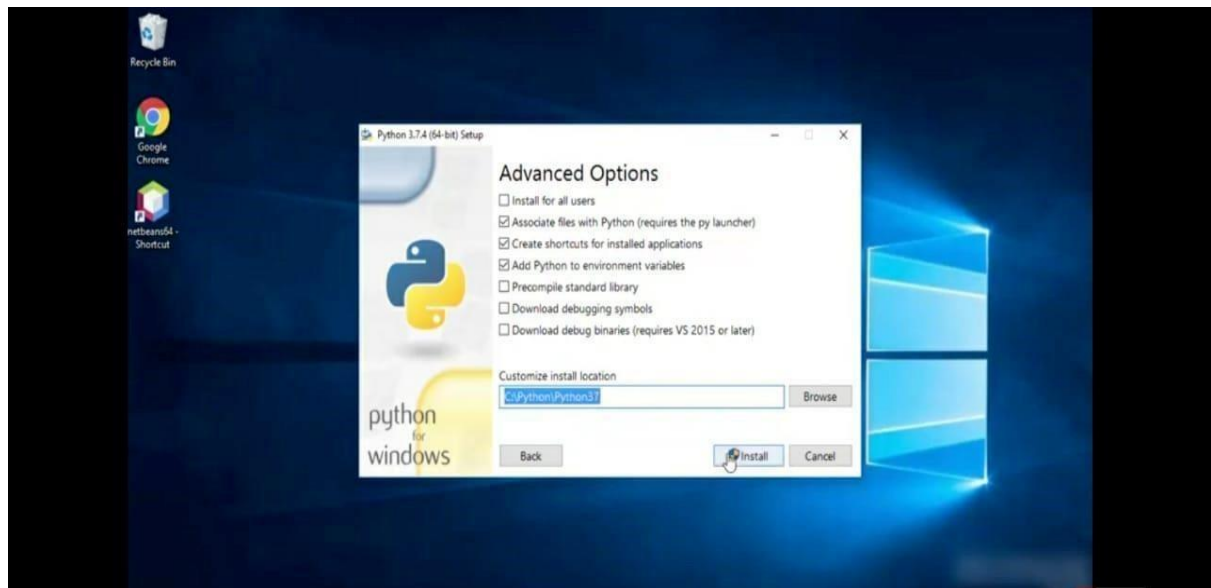 Recycle Bin
Google
Chrome
netbeans64 -
Shortcut
Python 3.7.4 (64-bit) Setup
Advanced Options
Install for all users
Associate files with Python (requires the py launcher)
Create shortcuts for installed applications
Add Python to environment variables
Precompile standard library
Download debugging symbols
Download debug binaries (requires VS 2015 or later)
Customize install location
C:\Python\Python37
Browse
python
for
windows
Back
Install
Cancel